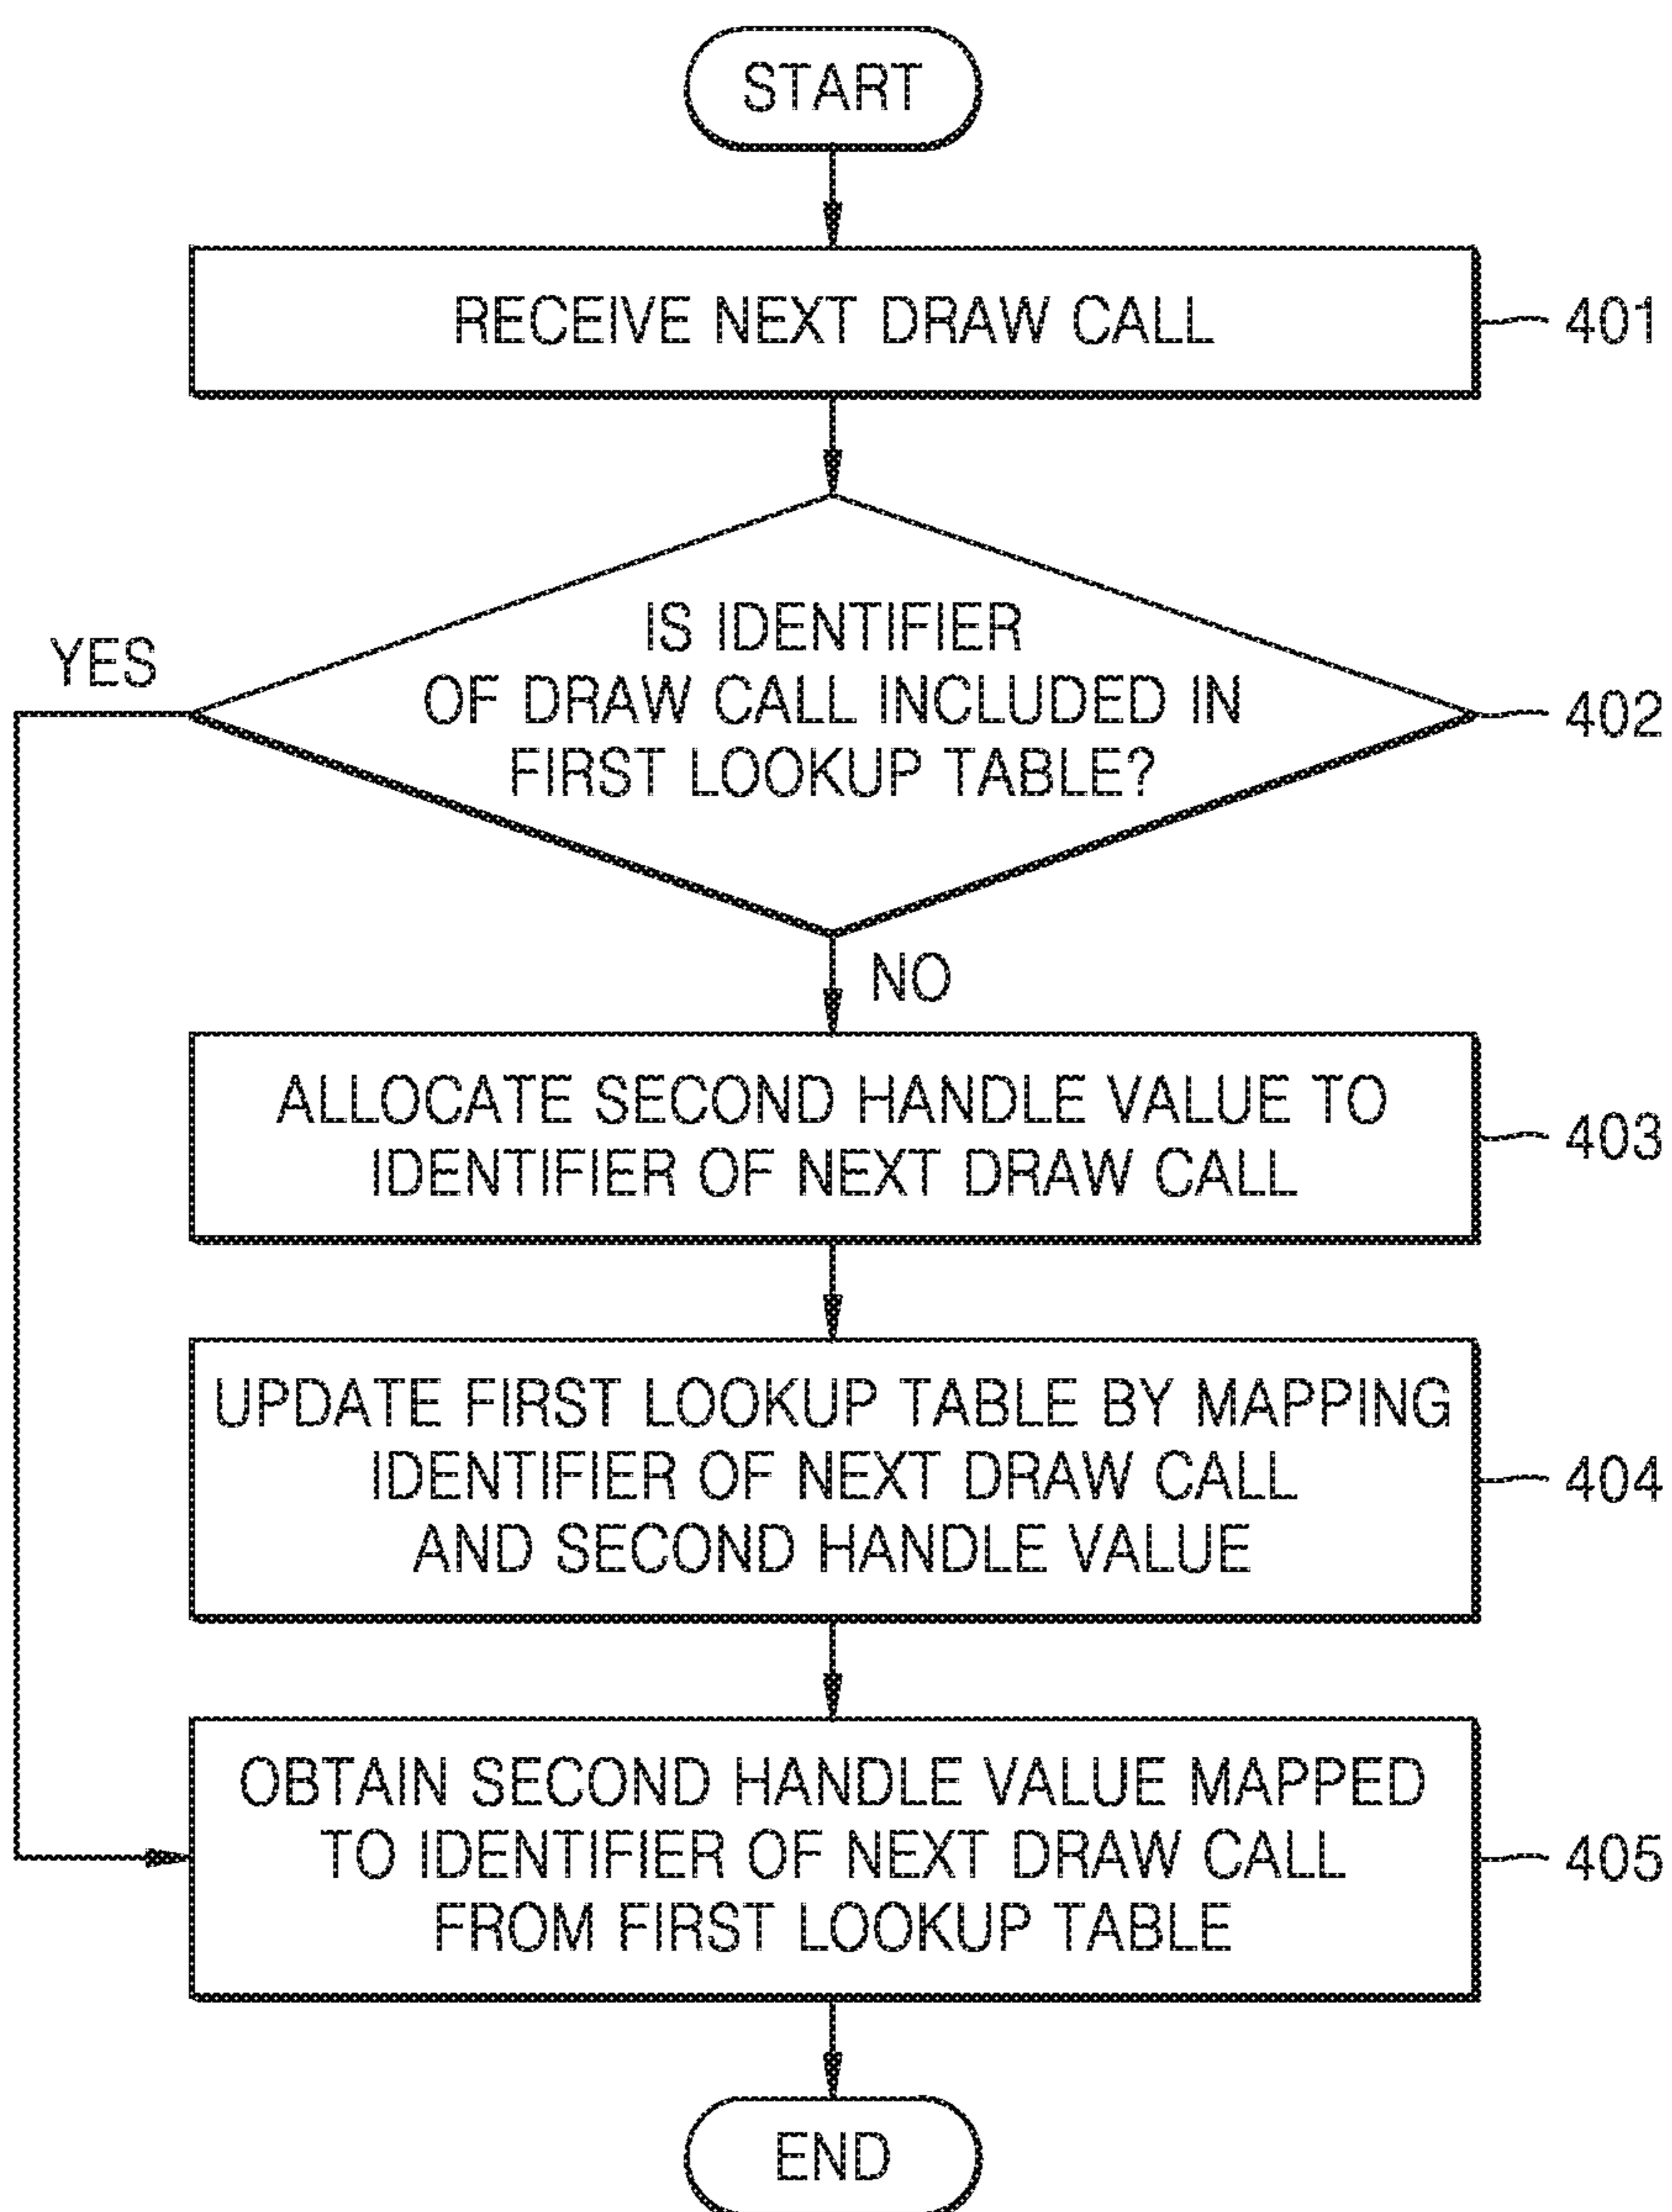 START
RECEIVE NEXT DRAW CALL
401
IS IDENTIFIER
OF DRAW CALL INCLUDED IN
FIRST LOOKUP TABLE?
YES
402
NO
ALLOCATE SECOND HANDLE VALUE TO
IDENTIFIER OF NEXT DRAW CALL
403
UPDATE FIRST LOOKUP TABLE BY MAPPING
IDENTIFIER OF NEXT DRAW CALL
AND SECOND HANDLE VALUE
404
OBTAIN SECOND HANDLE VALUE MAPPED
TO IDENTIFIER OF NEXT DRAW CALL
FROM FIRST LOOKUP TABLE
405
END